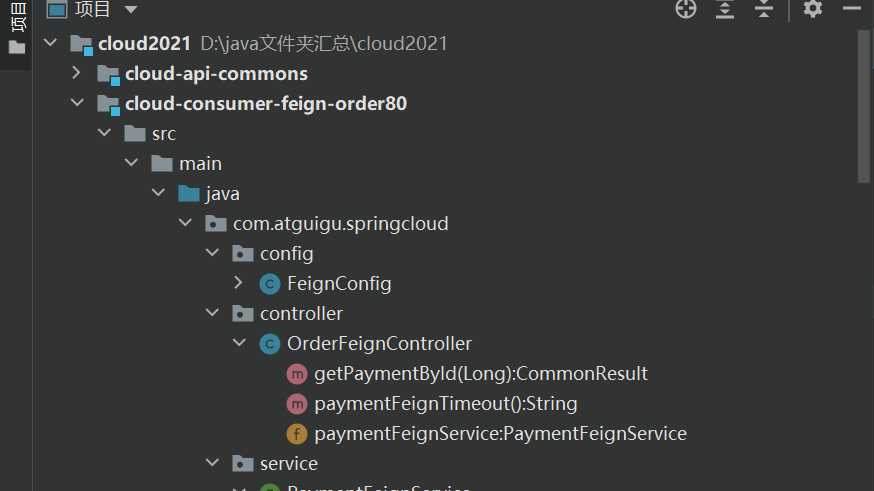 项目
项目
cloud2021 D:\java文件夹汇总\cloud2021
cloud-api-commons
cloud-consumer-feign-order80
src
main
java
com.atguigu.springcloud
config
C FeignConfig
controller
C OrderFeignController
m getPaymentById(Long):CommonResult
m paymentFeignTimeout():String
f paymentFeignService:PaymentFeignService
service
PaymentFeignService